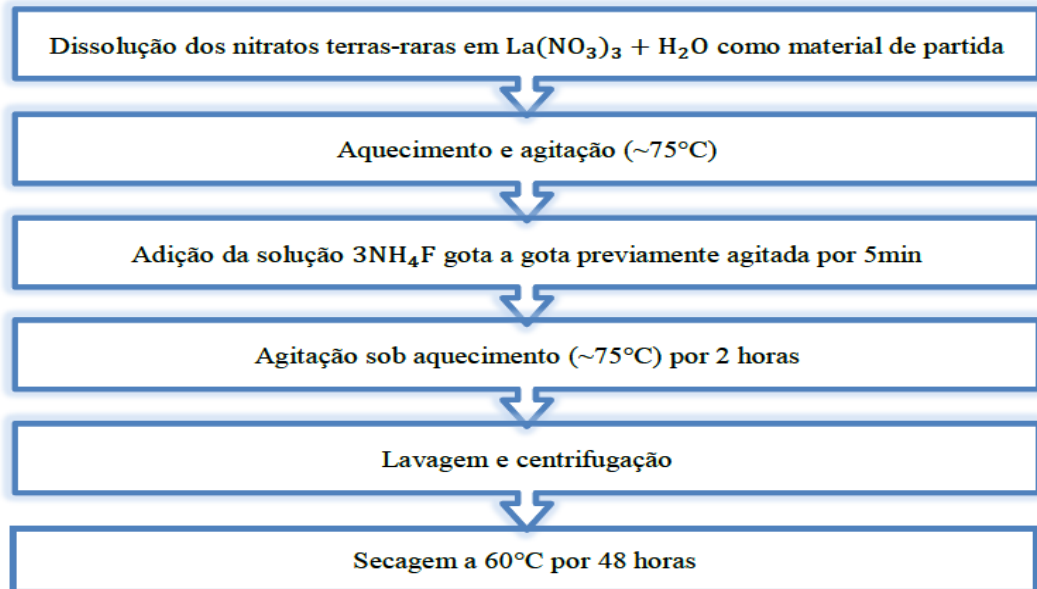 Dissolução dos nitratos terras-raras em La(NO₃)₃ + H₂O como material de partida
Aquecimento e agitação (~75°C)
Adição da solução 3NH₄F gota a gota previamente agitada por 5min
Agitação sob aquecimento (~75°C) por 2 horas
Lavagem e centrifugação
Secagem a 60°C por 48 horas